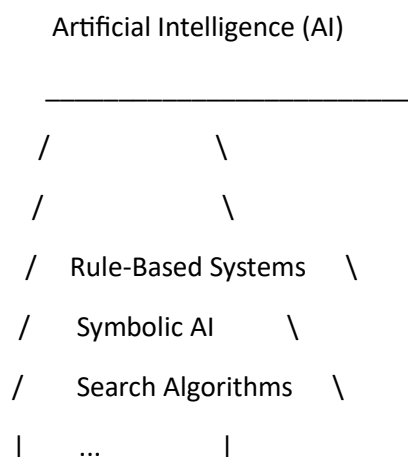 Artificial Intelligence (AI)
___________________________
/ \
/ \
/ Rule-Based Systems \
/ Symbolic AI \
/ Search Algorithms \
| ... |